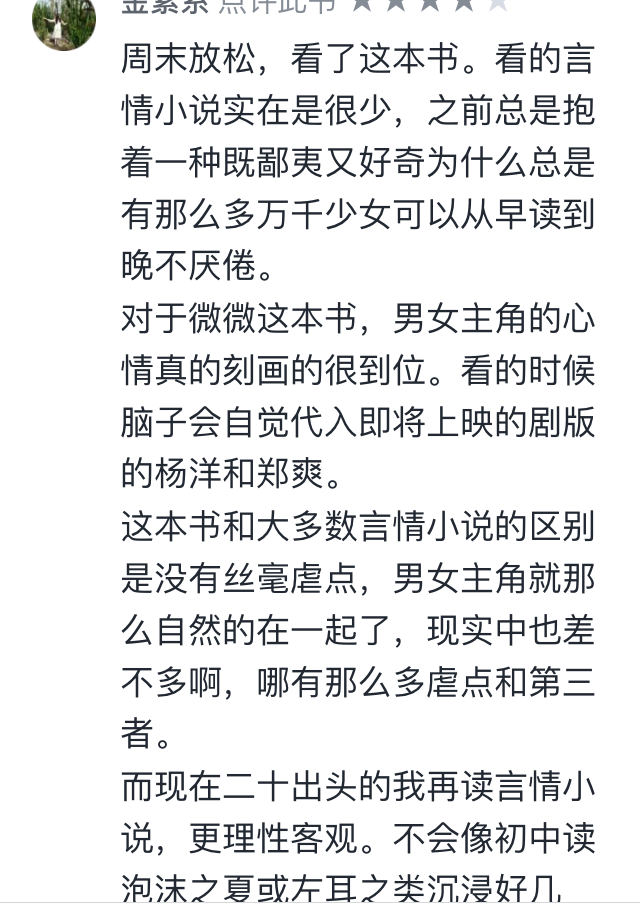 点评此书
周末放松，看了这本书。看的言
情小说实在是很少，之前总是抱
着一种既鄙夷又好奇为什么总是
有那么多万千少女可以从早读到
晚不厌倦。
对于微微这本书，男女主角的心
情真的刻画的很到位。看的时候
脑子会自觉代入即将上映的剧版
的杨洋和郑爽。
这本书和大多数言情小说的区别
是没有丝毫虐点，男女主角就那
么自然的在一起了，现实中也差
不多啊，哪有那么多虐点和第三
者。
而现在二十出头的我再读言情小
说，更理性客观。不会像初中读
泡沫之夏或左耳之类沉浸好几